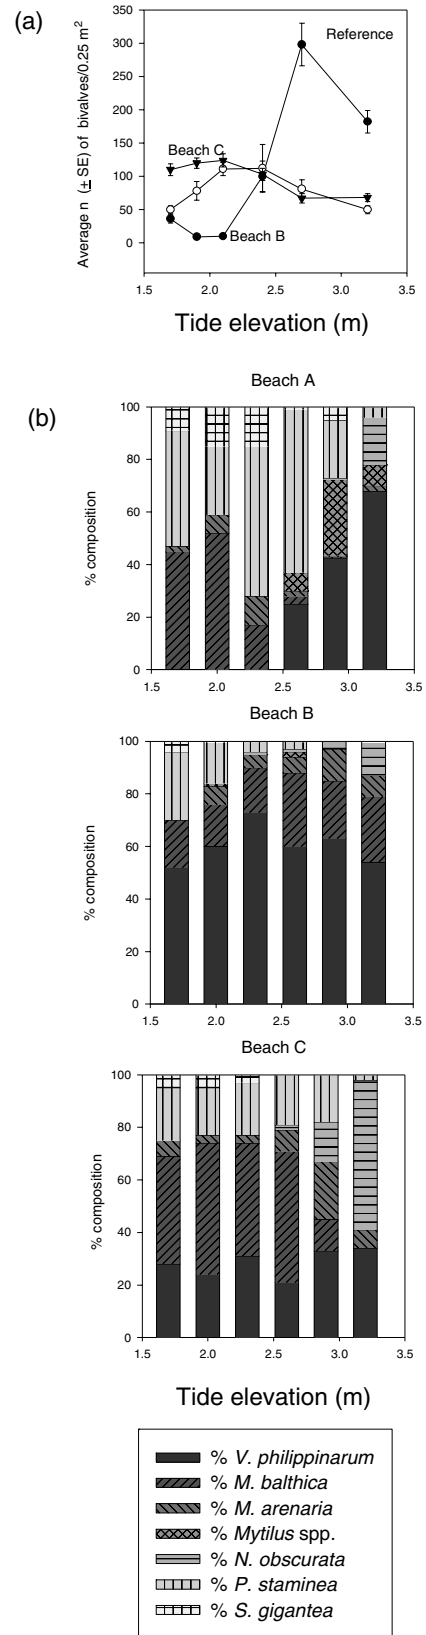 (a)
Average n (± SE) of bivalves/0.25 m²
350
300
250
200
150
100
50
0
Reference
Beach C
Beach B
1.5 2.0 2.5 3.0 3.5
Tide elevation (m)
(b)
Beach A
% composition
100
80
60
40
20
0
1.5 2.0 2.5 3.0 3.5
Beach B
% composition
100
80
60
40
20
0
1.5 2.0 2.5 3.0 3.5
Beach C
% composition
100
80
60
40
20
0
1.5 2.0 2.5 3.0 3.5
Tide elevation (m)
% V. philippinarum
% M. balthica
% M. arenaria
% Mytilus spp.
% N. obscurata
% P. staminea
% S. gigantea